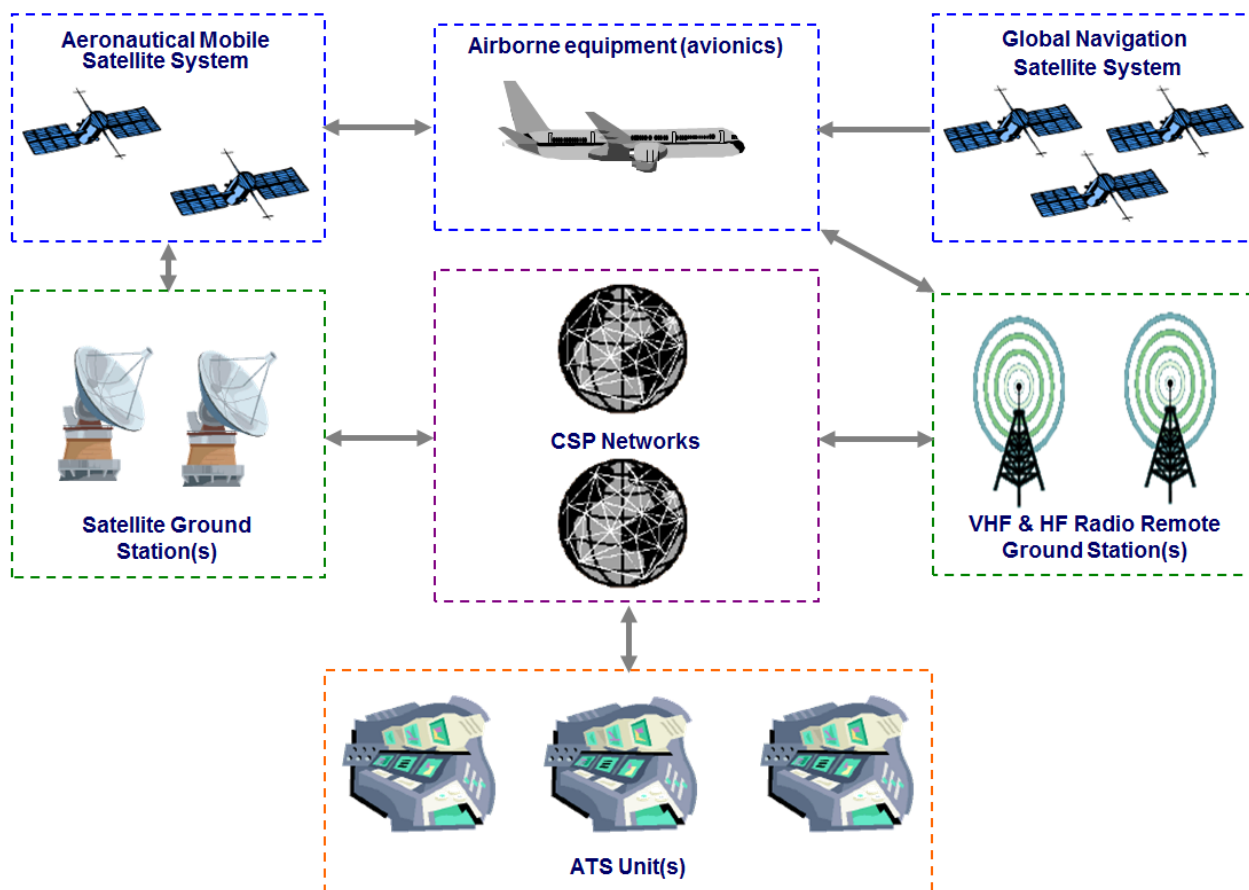 Aeronautical Mobile
Satellite System
Airborne equipment (avionics)
Global Navigation
Satellite System
Satellite Ground
Station(s)
CSP Networks
VHF & HF Radio Remote
Ground Station(s)
ATS Unit(s)